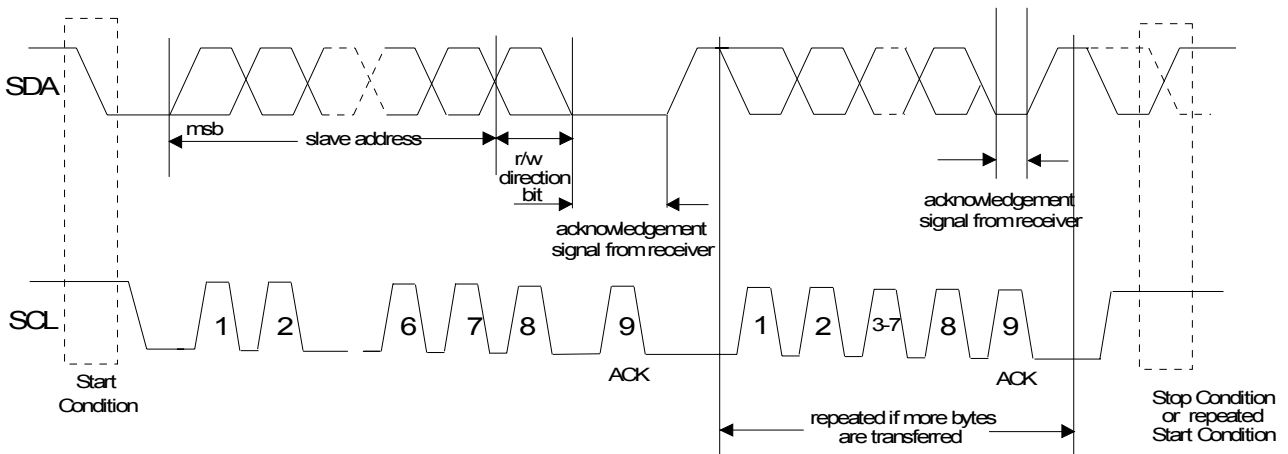 SDA
msb
slave address
r/w
direction
bit
acknowledgement
signal from receiver
acknowledgement
signal from receiver
SCL
1
2
6
7
8
9
1
2
3-7
8
9
ACK
ACK
Start
Condition
repeated if more bytes
are transferred
Stop Condition
or repeated
Start Condition